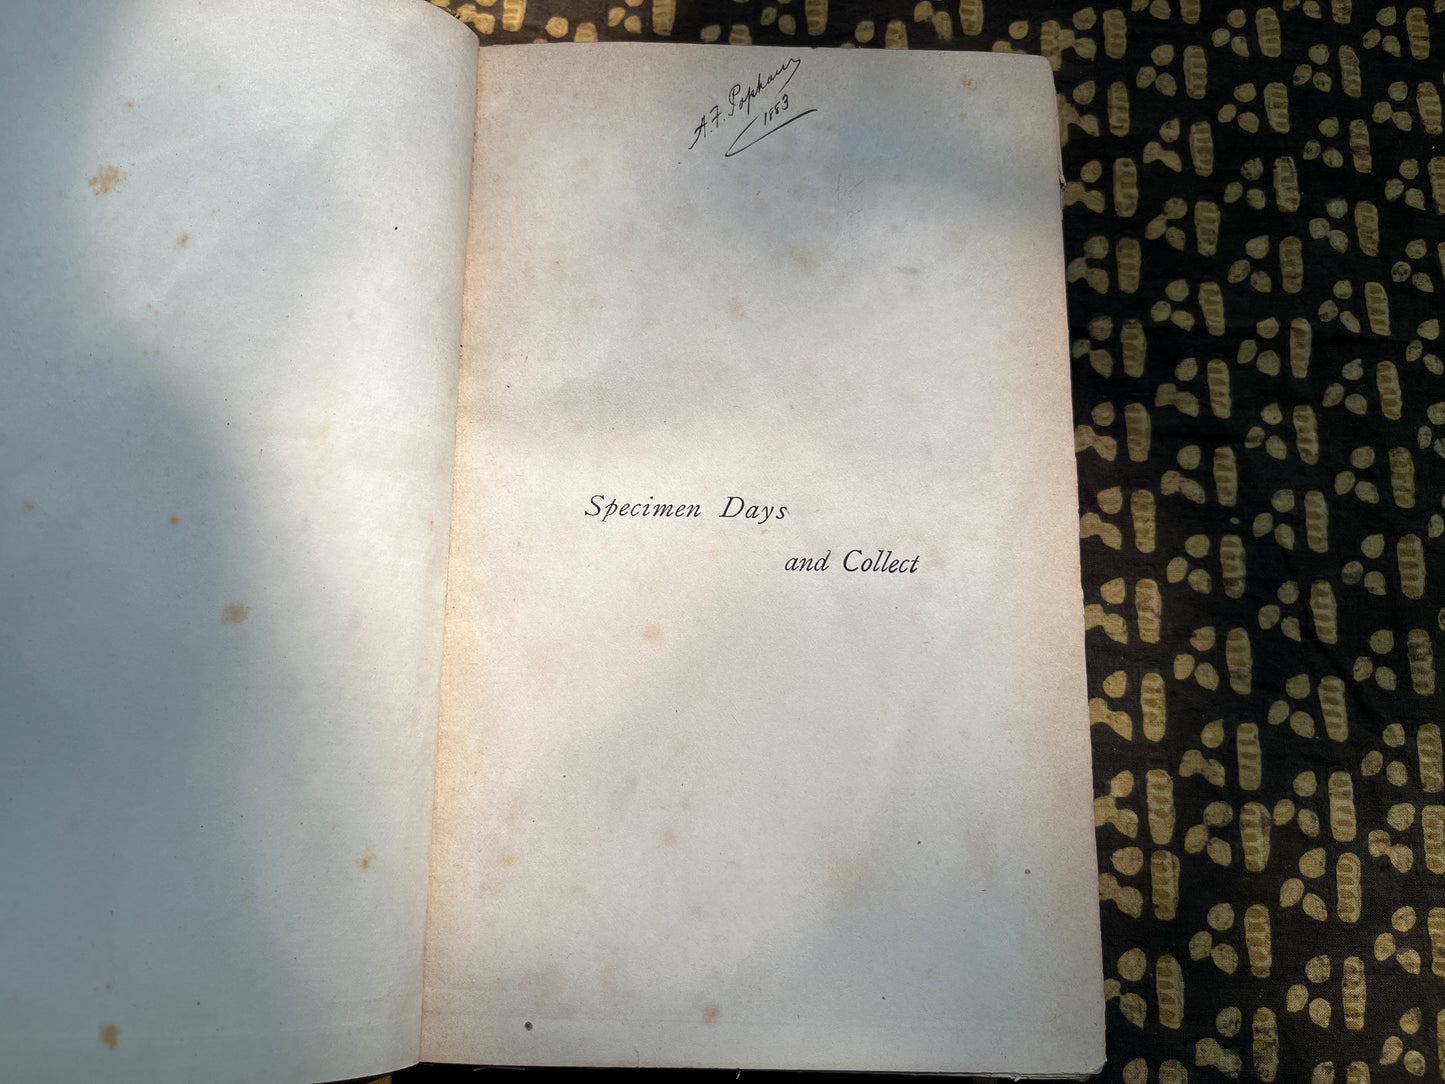 A. F. Popham
1883
Specimen Days
and Collect